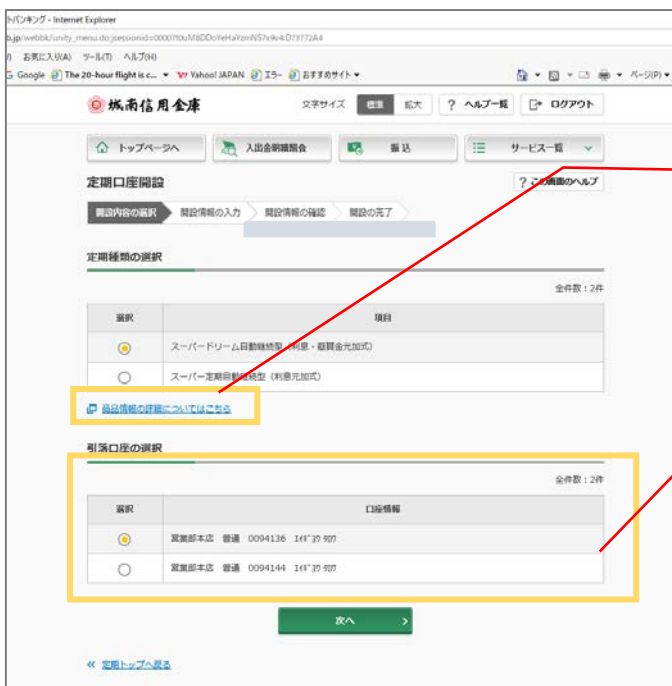 トバンキング - Internet Explorer
お気に入り(A) ツール(T) ヘルプ(H)
Google The 20-hour flight is c... Yahoo! JAPAN I5- おすすめサイト ページ(P)
城南信用金庫 文字サイズ 標準 拡大 ? ヘルプ一覧 ログアウト
トップページへ 入出金明細照会 振込 サービス一覧
定期口座開設 ? この画面のヘルプ
開設内容の選択 開設情報の入力 開設情報の確認 開設の完了
定期種類の選択
全件数：2件
選択 項目
スーパードリーム自動継続型（利息・懸賞金元加式）
スーパー定期自動継続型（利息元加式）
商品情報の詳細についてはこちら
引落口座の選択
全件数：2件
選択 口座情報
営業部本店 普通 0094136
営業部本店 普通 0094144
次へ
« 定期トップへ戻る